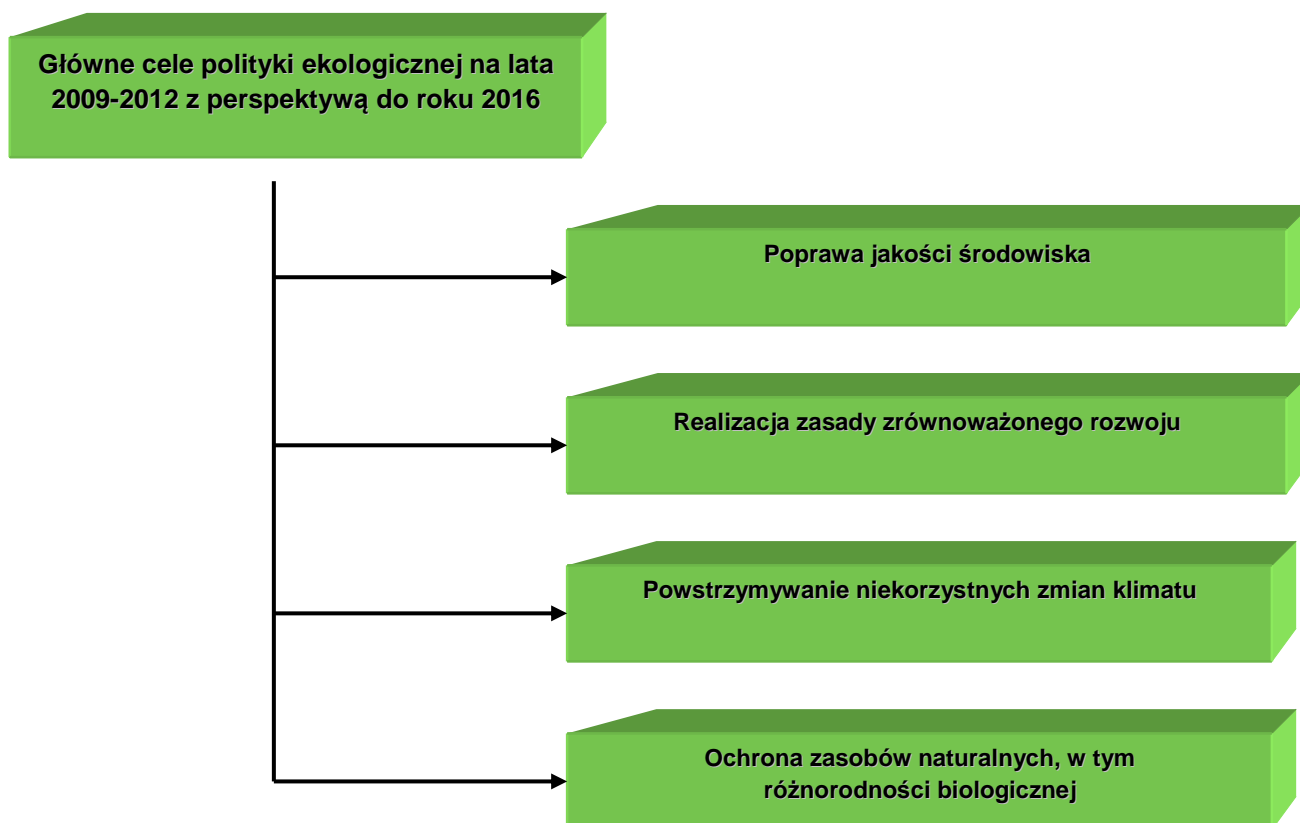 Główne cele polityki ekologicznej na lata
2009-2012 z perspektywą do roku 2016
Poprawa jakości środowiska
Realizacja zasady zrównoważonego rozwoju
Powstrzymywanie niekorzystnych zmian klimatu
Ochrona zasobów naturalnych, w tym
różnorodności biologicznej